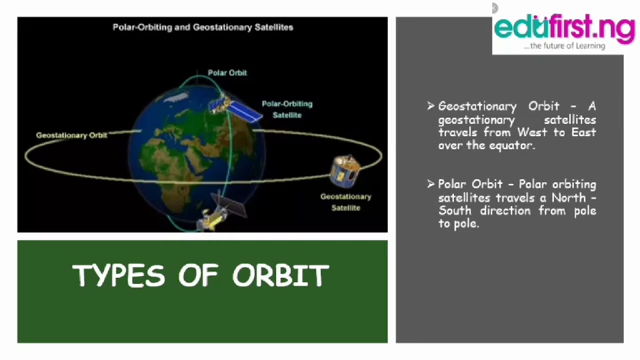 Polar-Orbiting and Geostationary Satellites
Polar Orbit
Polar-Orbiting
Satellite
Geostationary Orbit
Geostationary
Satellite
TYPES OF ORBIT
edufirst.ng
...the future of Learning
➢ Geostationary Orbit – A
geostationary satellites
travels from West to East
over the equator.
➢ Polar Orbit – Polar orbiting
satellites travels a North –
South direction from pole
to pole.